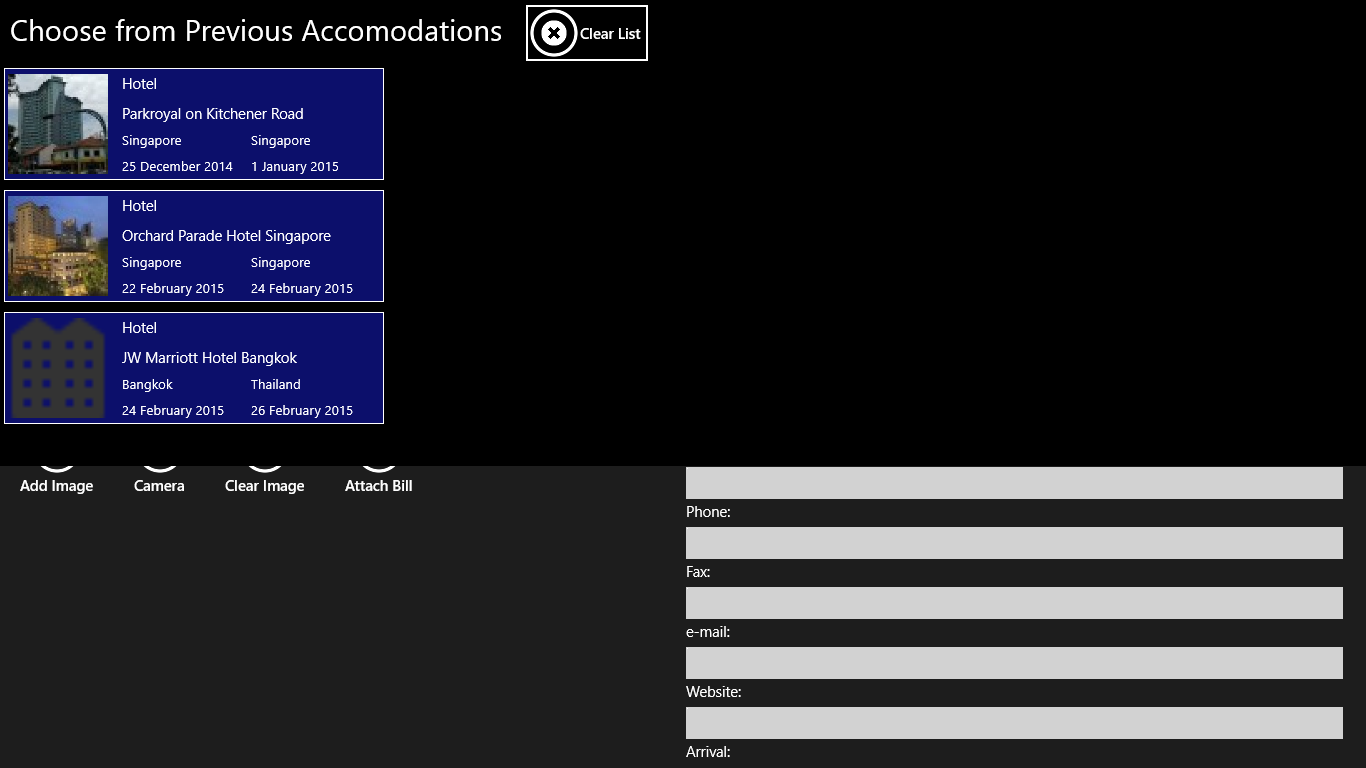 Choose from Previous Accomodations
Clear List
Hotel
Parkroyal on Kitchener Road
Singapore Singapore
25 December 2014 1 January 2015
Hotel
Orchard Parade Hotel Singapore
Singapore Singapore
22 February 2015 24 February 2015
Hotel
JW Marriott Hotel Bangkok
Bangkok Thailand
24 February 2015 26 February 2015
Add Image Camera Clear Image Attach Bill
Phone:
Fax:
e-mail:
Website:
Arrival: